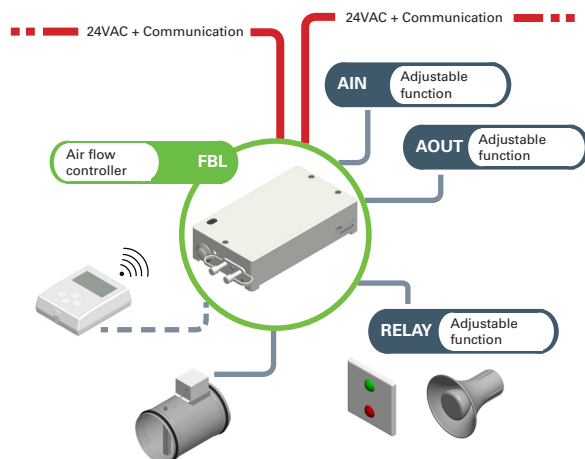 24VAC + Communication
24VAC + Communication
AIN
Adjustable
function
AOUT
Adjustable
function
Air flow
controller
FBL
RELAY
Adjustable
function